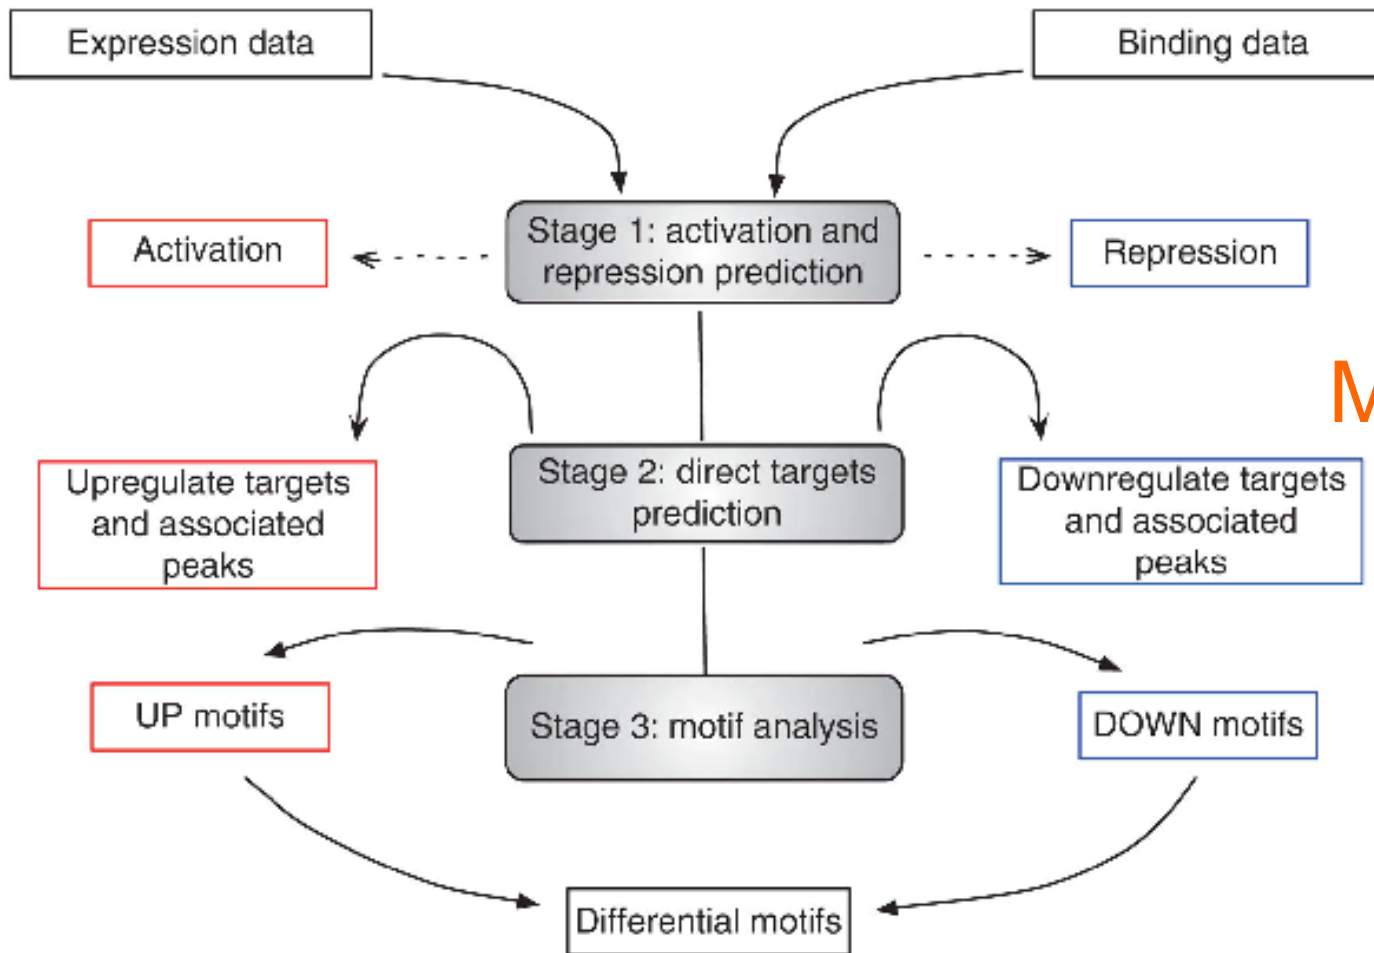 Expression data
Binding data
Activation
Stage 1: activation and
repression prediction
Repression
M
Upregulate targets
and associated
peaks
Stage 2: direct targets
prediction
Downregulate targets
and associated
peaks
UP motifs
Stage 3: motif analysis
DOWN motifs
Differential motifs